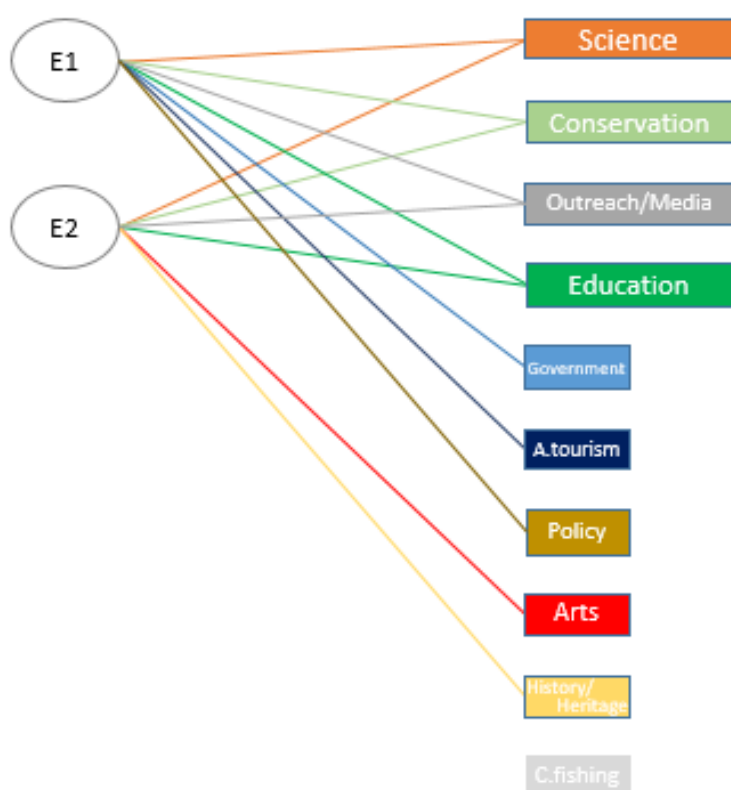 E1
Science
Conservation
Outreach/Media
E2
Education
Government
A.tourism
Policy
Arts
History/
Heritage
C.fishing